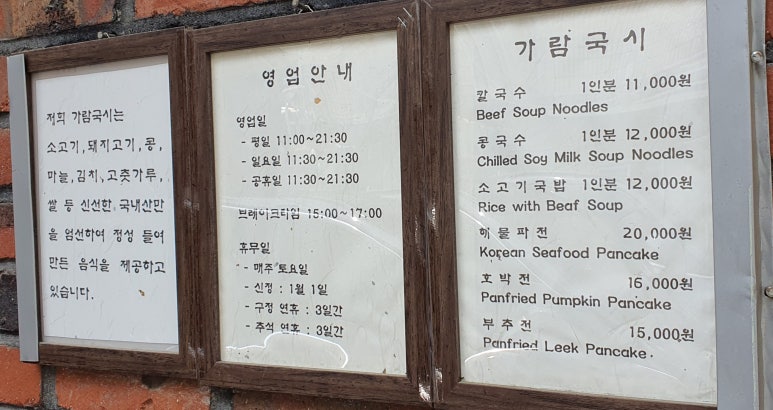 저희 가람국시는
소고기, 돼지고기, 콩,
마늘, 김치, 고춧가루,
쌀 등 신선한 국내산만
을 엄선하여 정성 들여
만든 음식을 제공하고
있습니다.
영업안내
영업일
- 평일 11:00~21:30
- 일요일 11:30~21:30
- 공휴일 11:30~21:30
브레이크타임 15:00~17:00
휴무일
- 매주 토요일
- 신정 : 1월 1일
- 구정 연휴 : 3일간
- 추석 연휴 : 3일간
가람국시
칼국수 1인분 11,000원
Beef Soup Noodles
콩국수 1인분 12,000원
Chilled Soy Milk Soup Noodles
소고기국밥 1인분 12,000원
Rice with Beaf Soup
해물파전 20,000원
Korean Seafood Pancake
호박전 16,000원
Panfried Pumpkin Pancake
부추전 15,000원
Panfried Leek Pancake